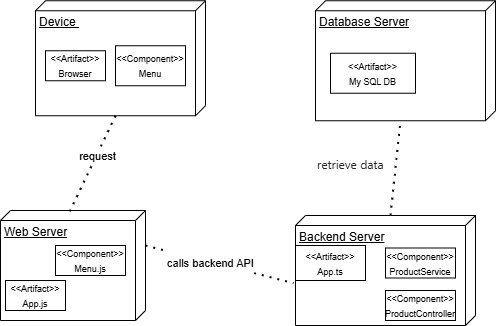 Device
<<Artifact>>
Browser
<<Component>>
Menu
Database Server
<<Artifact>>
My SQL DB
request
retrieve data
Web Server
<<Component>>
Menu.js
<<Artifact>>
App.js
calls backend API
Backend Server
<<Artifact>>
App.ts
<<Component>>
ProductService
<<Component>>
ProductController